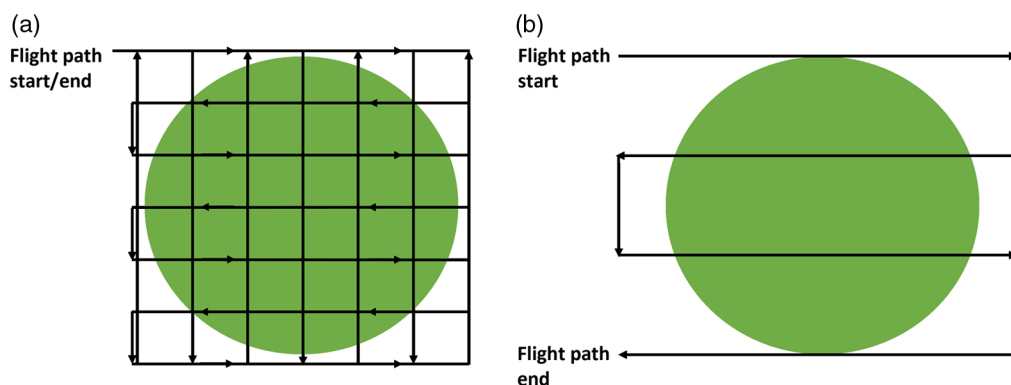 (a)
Flight path
start/end
(b)
Flight path
start
Flight path
end